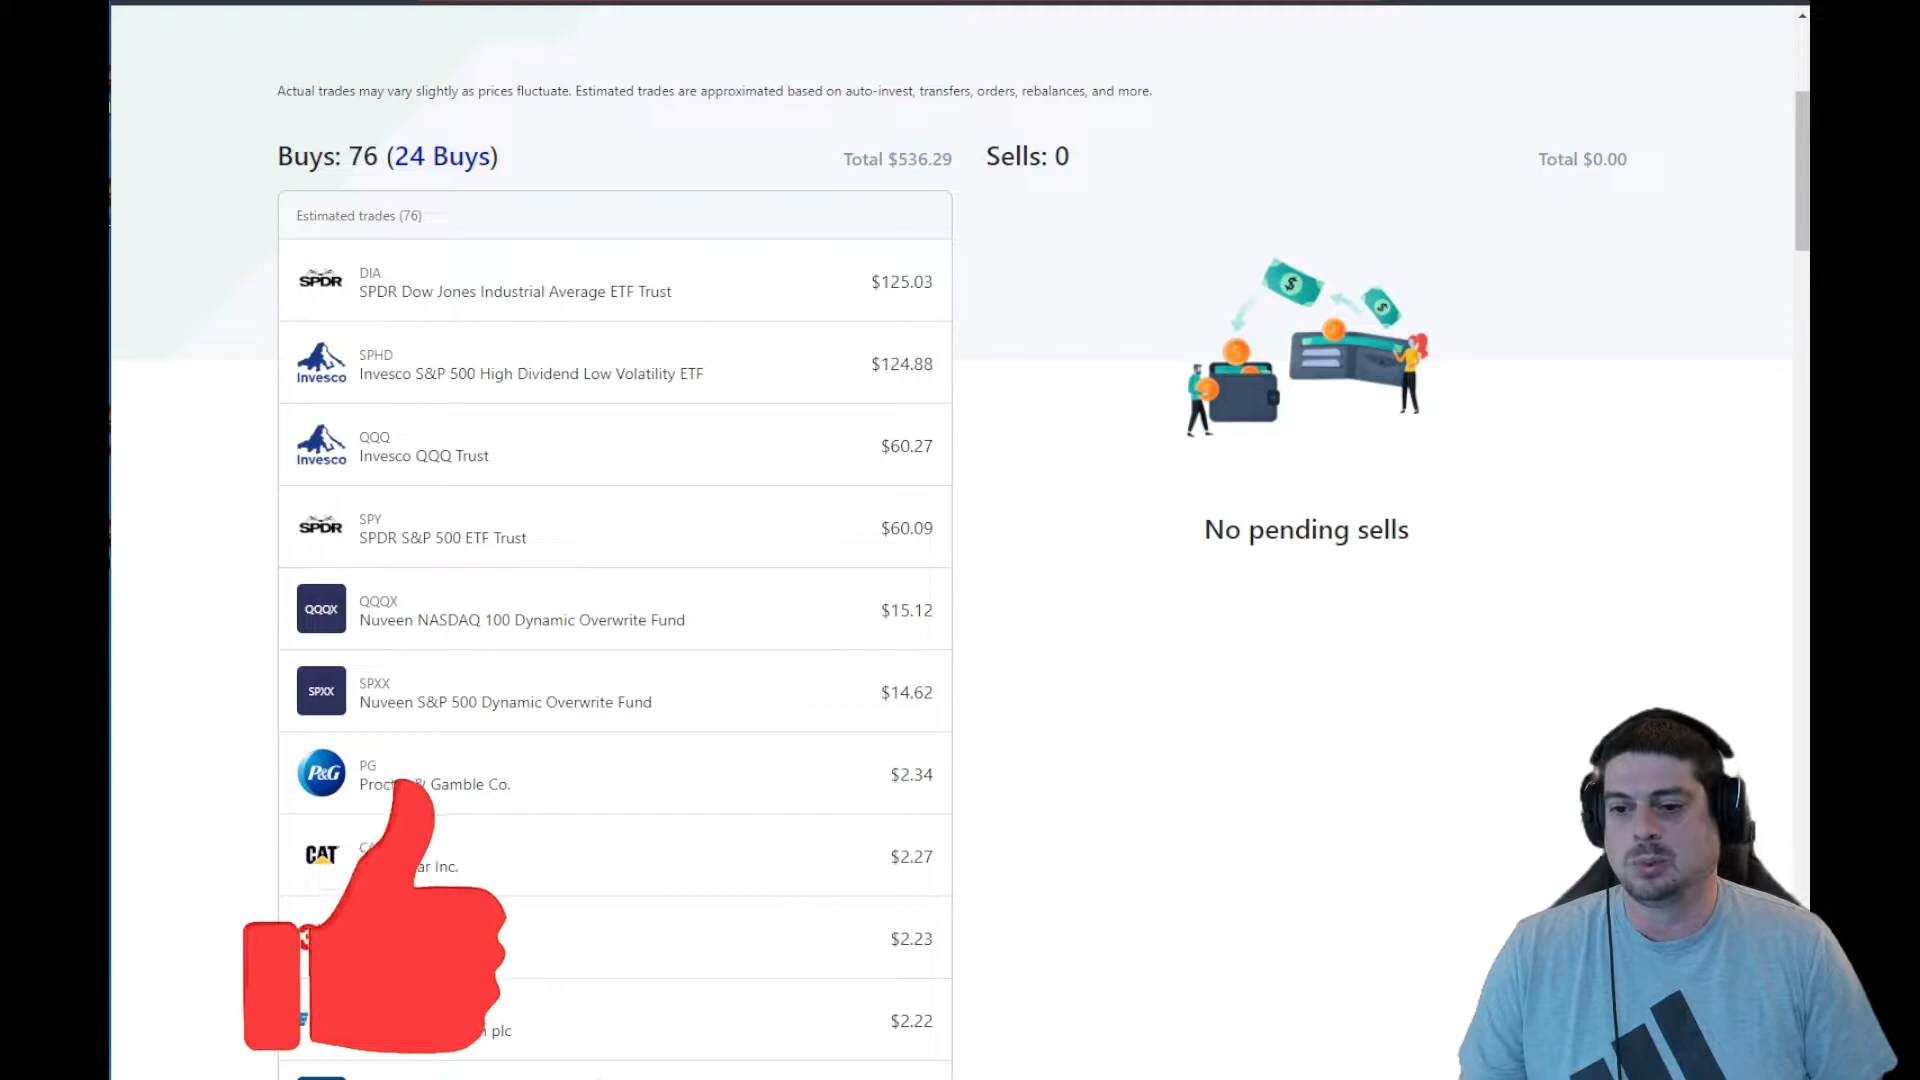 Actual trades may vary slightly as prices fluctuate. Estimated trades are approximated based on auto-invest, transfers, orders, rebalances, and more.
Buys: 76 (24 Buys)
Total $536.29
Sells: 0
Total $0.00
Estimated trades (76)
SPDR
DIA
SPDR Dow Jones Industrial Average ETF Trust
$125.03
Invesco
SPHD
Invesco S&P 500 High Dividend Low Volatility ETF
$124.88
Invesco
QQQ
Invesco QQQ Trust
$60.27
SPDR
SPY
SPDR S&P 500 ETF Trust
$60.09
QQQX
QQQX
Nuveen NASDAQ 100 Dynamic Overwrite Fund
$15.12
SPXX
SPXX
Nuveen S&P 500 Dynamic Overwrite Fund
$14.62
P&G
PG
& Gamble Co.
$2.34
CAT
Inc.
$2.27
$2.23
plc
$2.22
No pending sells